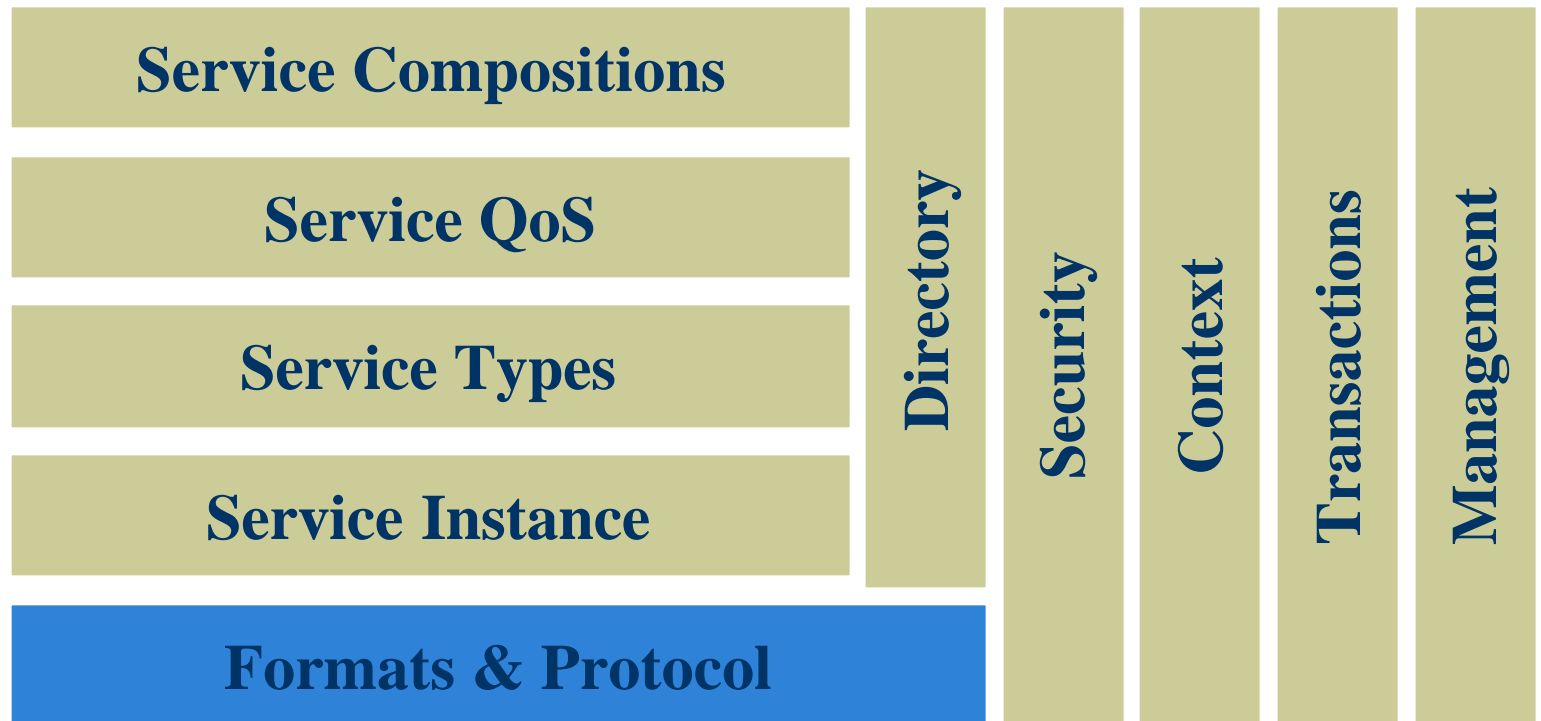 Service Compositions
Service QoS
Service Types
Service Instance
Formats & Protocol
Directory
Security
Context
Transactions
Management